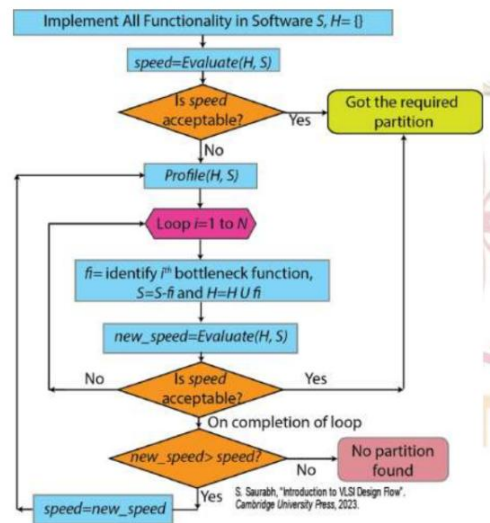 Implement All Functionality in Software S, H= {}
speed=Evaluate(H, S)
Is speed
acceptable?
Yes
Got the required
partition
No
Profile(H, S)
Loop i=1 to N
fi= identify iᵗʰ bottleneck function,
S=S-fi and H=H U fi
new_speed=Evaluate(H, S)
No
Is speed
acceptable?
Yes
On completion of loop
new_speed> speed?
No
No partition
found
Yes
speed=new_speed
S. Saurabh, "Introduction to VLSI Design Flow".
Cambridge University Press, 2023.